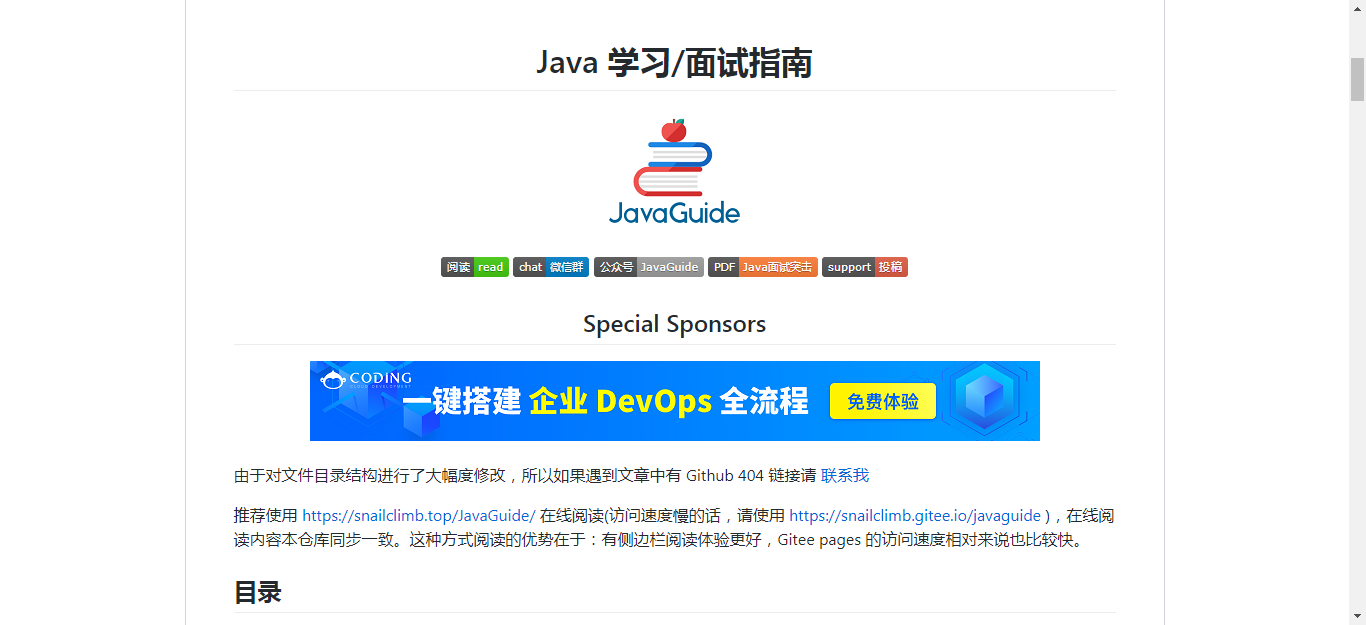 Java 学习/面试指南
JavaGuide
阅读 read chat 微信群 公众号 JavaGuide PDF Java面试突击 support 投稿
Special Sponsors
CODING
CLOUD DEVELOPMENT
一键搭建 企业 DevOps 全流程 免费体验
由于对文件目录结构进行了大幅度修改，所以如果遇到文章中有 Github 404 链接请 联系我
推荐使用 https://snailclimb.top/JavaGuide/ 在线阅读(访问速度慢的话，请使用 https://snailclimb.gitee.io/javaguide )，在线阅
读内容本仓库同步一致。这种方式阅读的优势在于：有侧边栏阅读体验更好，Gitee pages 的访问速度相对来说也比较快。
目录